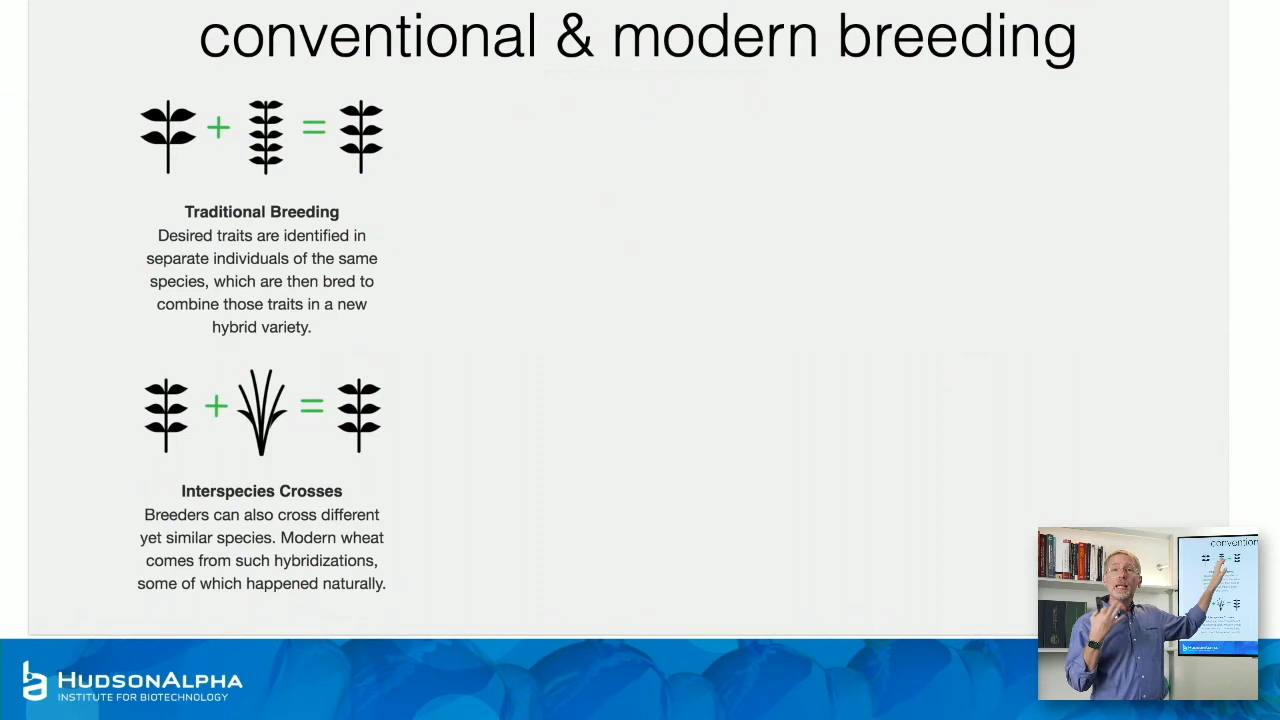 conventional & modern breeding
Traditional Breeding
Desired traits are identified in
separate individuals of the same
species, which are then bred to
combine those traits in a new
hybrid variety.
Interspecies Crosses
Breeders can also cross different
yet similar species. Modern wheat
comes from such hybridizations,
some of which happened naturally.
HUDSONALPHA
INSTITUTE FOR BIOTECHNOLOGY
convention